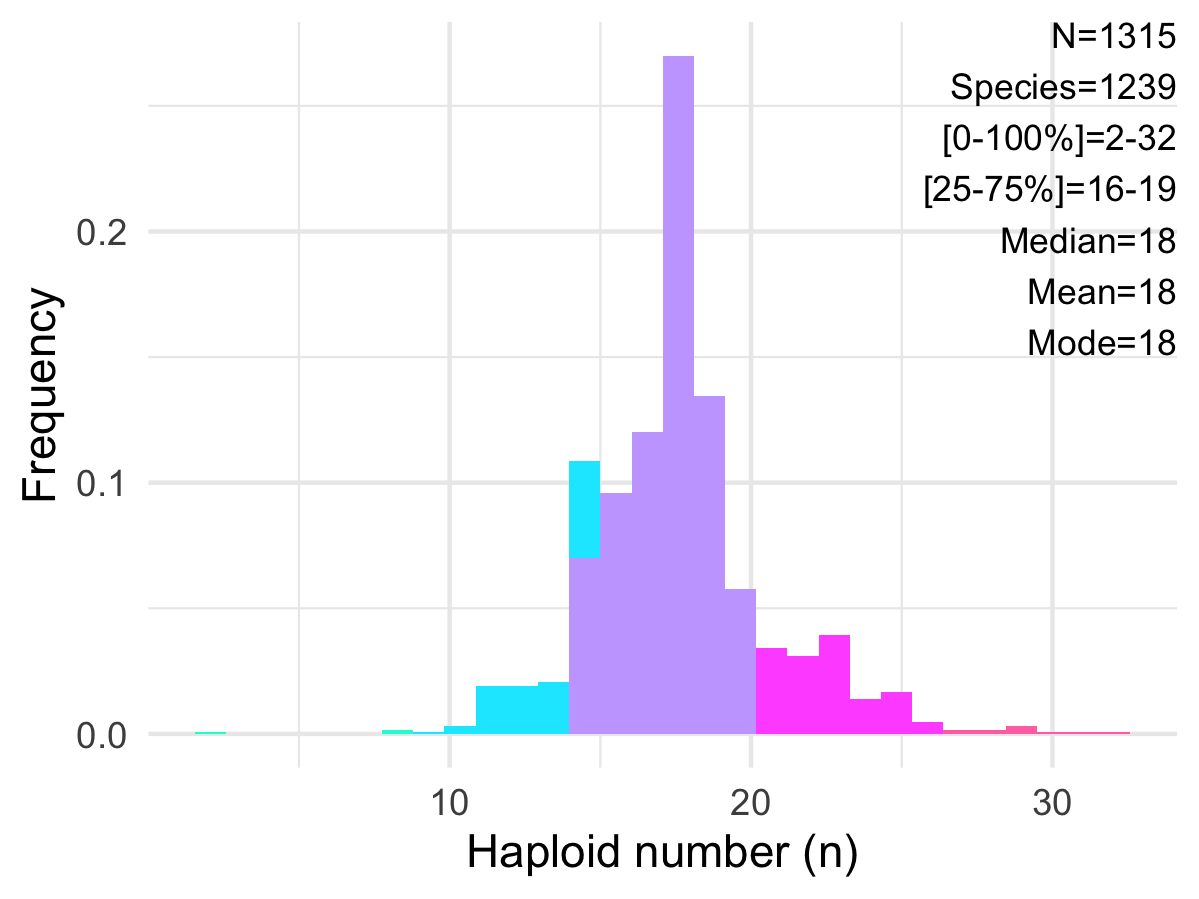 N=1315
Species=1239
[0-100%]=2-32
[25-75%]=16-19
Median=18
Mean=18
Mode=18
Frequency
0.2
0.1
0.0
10
20
30
Haploid number (n)